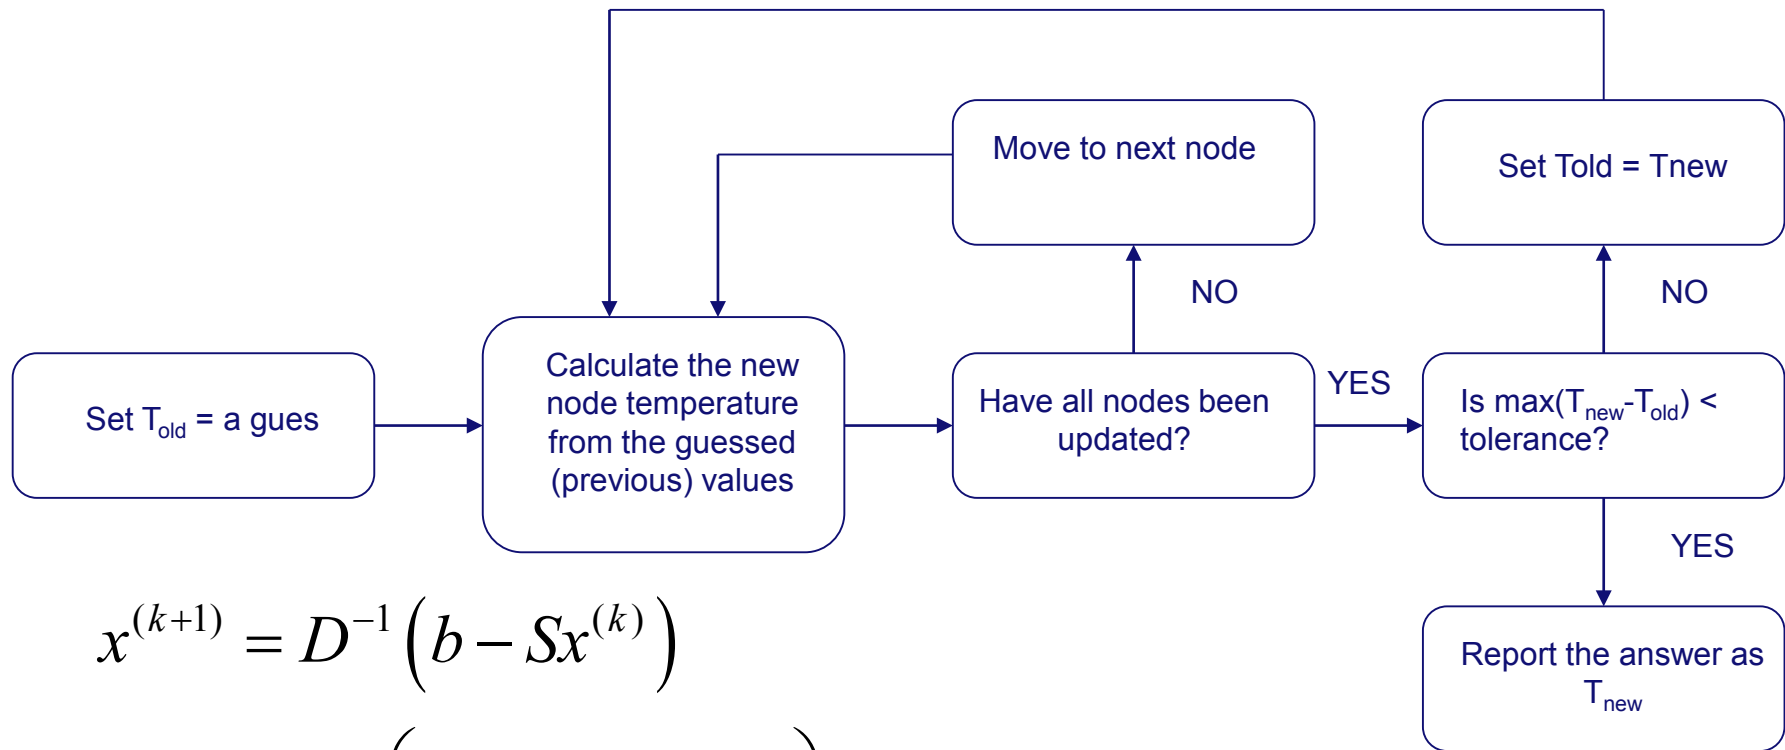 Move to next node
Set Told = Tnew
NO
NO
Set T_old = a gues
Calculate the new
node temperature
from the guessed
(previous) values
Have all nodes been
updated?
YES
Is max(T_new-T_old) <
tolerance?
YES
x^(k+1) = D^−1 (b − Sx^(k))
Report the answer as
T_new